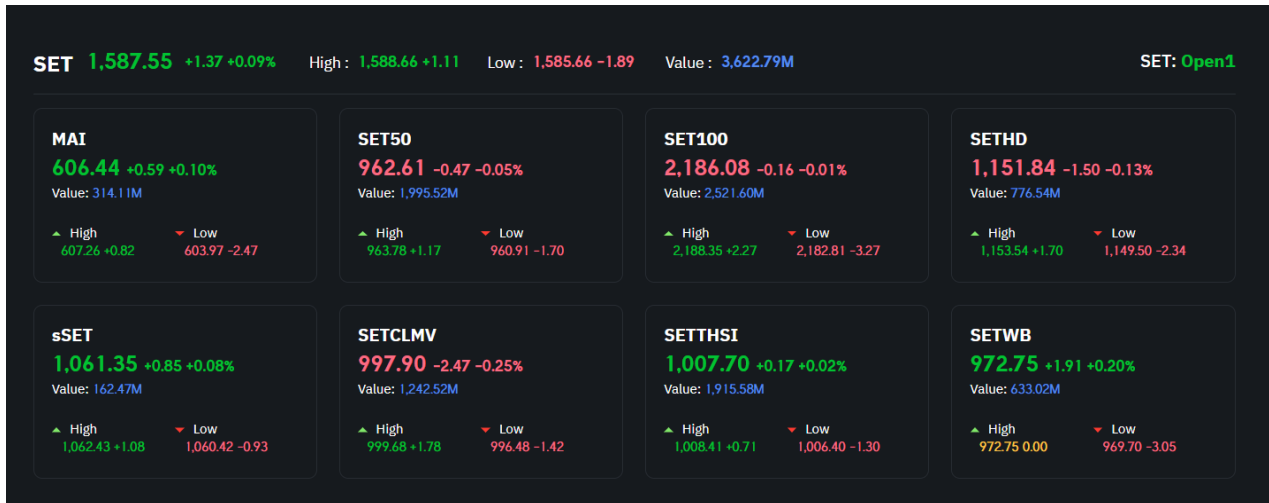 SET 1,587.55 +1.37 +0.09% High : 1,588.66 +1.11 Low : 1,585.66 −1.89 Value : 3,622.79M SET: Open1
MAI
606.44 +0.59 +0.10%
Value: 314.11M
High Low
607.26 +0.82 603.97 −2.47
SET50
962.61 −0.47 −0.05%
Value: 1,995.52M
High Low
963.78 +1.17 960.91 −1.70
SET100
2,186.08 −0.16 −0.01%
Value: 2,521.60M
High Low
2,188.35 +2.27 2,182.81 −3.27
SETHD
1,151.84 −1.50 −0.13%
Value: 776.54M
High Low
1,153.54 +1.70 1,149.50 −2.34
sSET
1,061.35 +0.85 +0.08%
Value: 162.47M
High Low
1,062.43 +1.08 1,060.42 −0.93
SETCLMV
997.90 −2.47 −0.25%
Value: 1,242.52M
High Low
999.68 +1.78 996.48 −1.42
SETTHSI
1,007.70 +0.17 +0.02%
Value: 1,915.58M
High Low
1,008.41 +0.71 1,006.40 −1.30
SETWB
972.75 +1.91 +0.20%
Value: 633.02M
High Low
972.75 0.00 969.70 −3.05